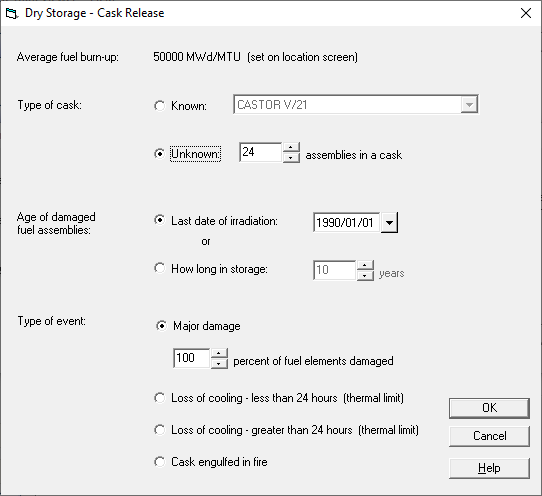 Dry Storage - Cask Release
Average fuel burn-up: 50000 MWd/MTU (set on location screen)
Type of cask: Known: CASTOR V/21
Unknown: 24 assemblies in a cask
Age of damaged
fuel assemblies:
Last date of irradiation: 1990/01/01
or
How long in storage: 10 years
Type of event: Major damage
100 percent of fuel elements damaged
Loss of cooling - less than 24 hours (thermal limit)
Loss of cooling - greater than 24 hours (thermal limit)
Cask engulfed in fire
OK
Cancel
Help